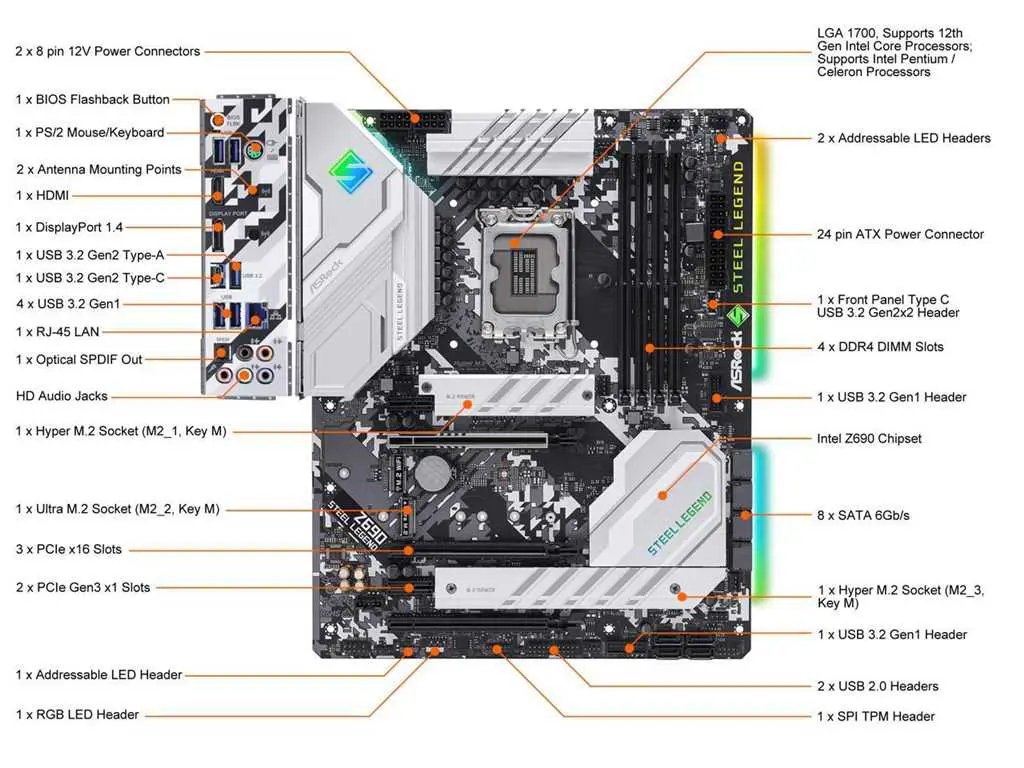 2 x 8 pin 12V Power Connectors
1 x BIOS Flashback Button
1 x PS/2 Mouse/Keyboard
2 x Antenna Mounting Points
1 x HDMI
1 x DisplayPort 1.4
1 x USB 3.2 Gen2 Type-A
1 x USB 3.2 Gen2 Type-C
4 x USB 3.2 Gen1
1 x RJ-45 LAN
1 x Optical SPDIF Out
HD Audio Jacks
1 x Hyper M.2 Socket (M2_1, Key M)
1 x Ultra M.2 Socket (M2_2, Key M)
3 x PCIe x16 Slots
2 x PCIe Gen3 x1 Slots
1 x Addressable LED Header
1 x RGB LED Header
BIOS
FLBK
DISPLAY PORT
USB 3.2
USB
ASRock
STEEL LEGEND
M.2 WiFi
Z690
STEEL LEGEND
STEEL LEGEND
STEEL LEGEND
ASRock
LGA 1700, Supports 12th
Gen Intel Core Processors;
Supports Intel Pentium /
Celeron Processors
2 x Addressable LED Headers
24 pin ATX Power Connector
1 x Front Panel Type C
USB 3.2 Gen2x2 Header
4 x DDR4 DIMM Slots
1 x USB 3.2 Gen1 Header
Intel Z690 Chipset
8 x SATA 6Gb/s
1 x Hyper M.2 Socket (M2_3,
Key M)
1 x USB 3.2 Gen1 Header
2 x USB 2.0 Headers
1 x SPI TPM Header